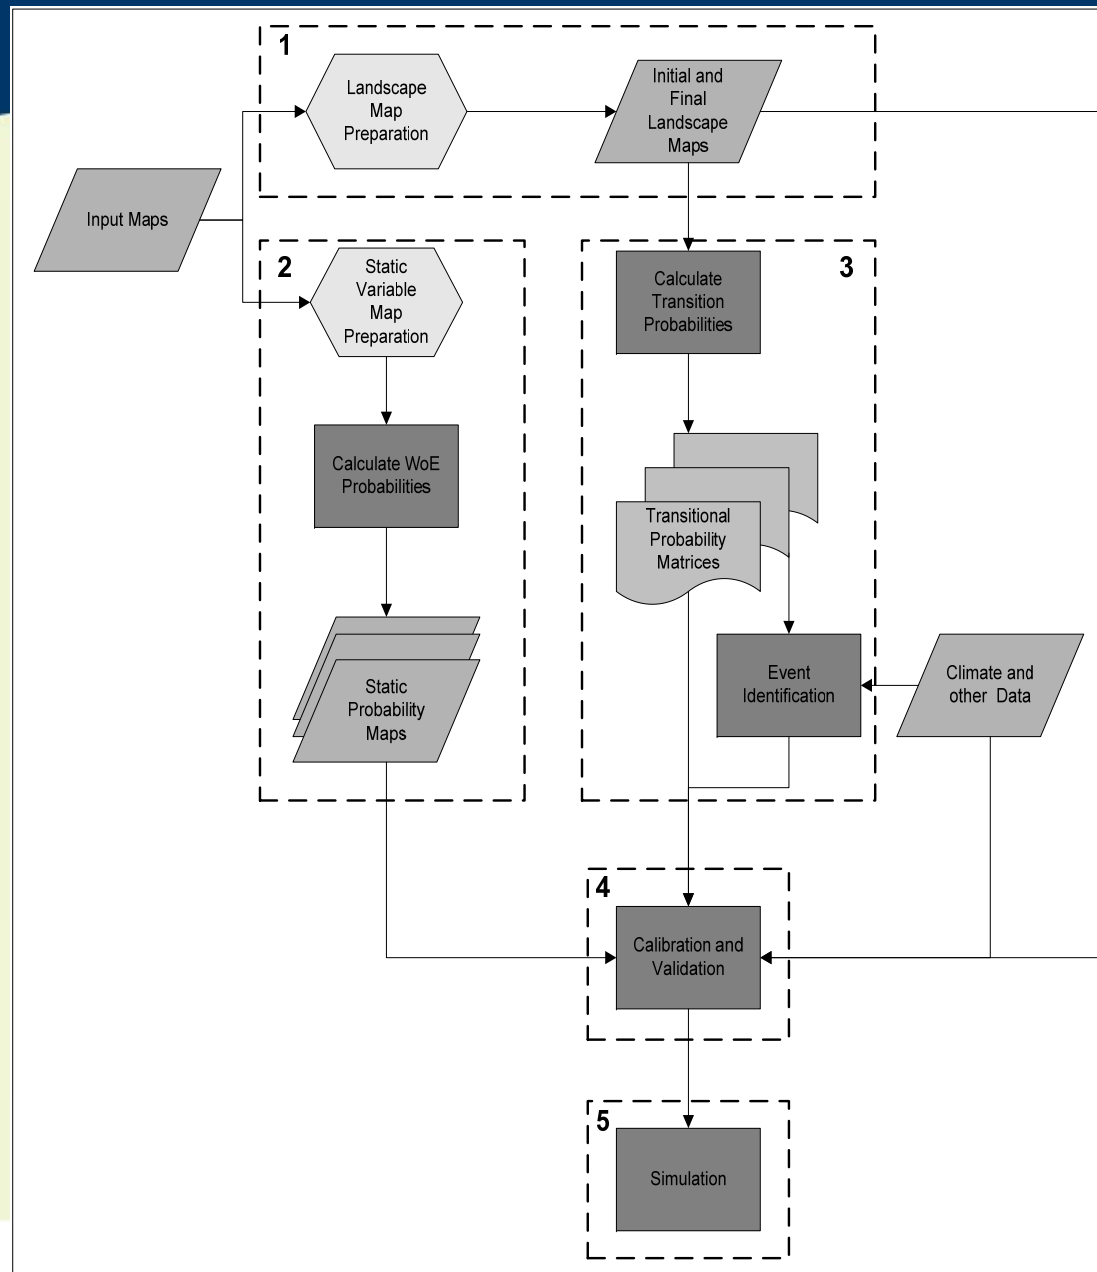 1
Landscape
Map
Preparation
Initial and
Final
Landscape
Maps
Input Maps
2
Static
Variable
Map
Preparation
Calculate WoE
Probabilities
Static
Probability
Maps
3
Calculate
Transition
Probabilities
Transitional
Probability
Matrices
Event
Identification
Climate and
other Data
4
Calibration and
Validation
5
Simulation